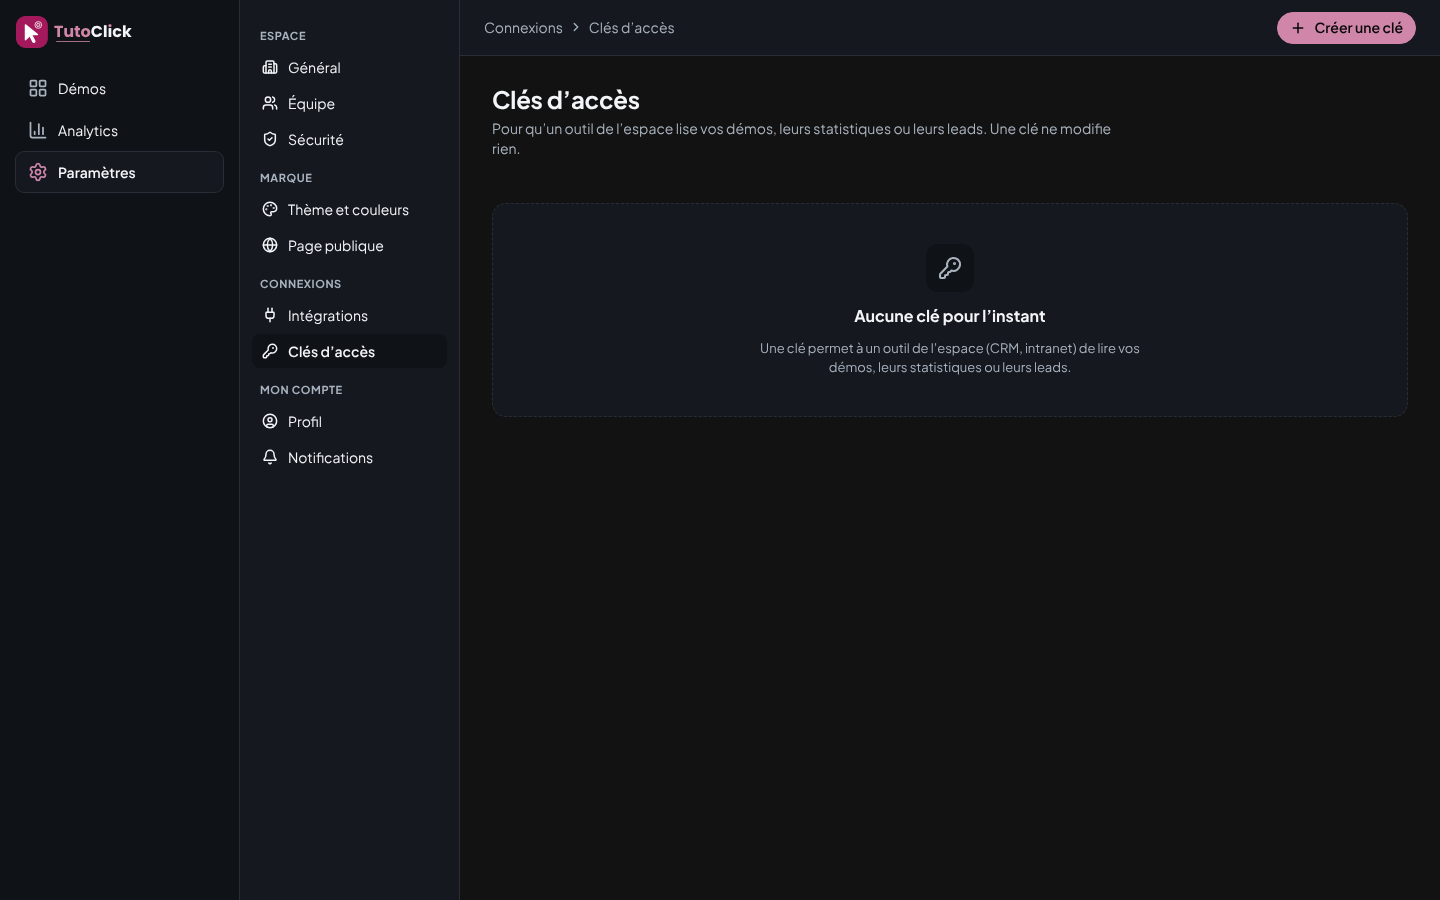 TutoClick
Démos
Analytics
Paramètres
ESPACE
Général
Équipe
Sécurité
MARQUE
Thème et couleurs
Page publique
CONNEXIONS
Intégrations
Clés d’accès
MON COMPTE
Profil
Notifications
Connexions > Clés d’accès
Créer une clé
Clés d’accès
Pour qu’un outil de l’espace lise vos démos, leurs statistiques ou leurs leads. Une clé ne modifie
rien.
Aucune clé pour l’instant
Une clé permet à un outil de l’espace (CRM, intranet) de lire vos
démos, leurs statistiques ou leurs leads.